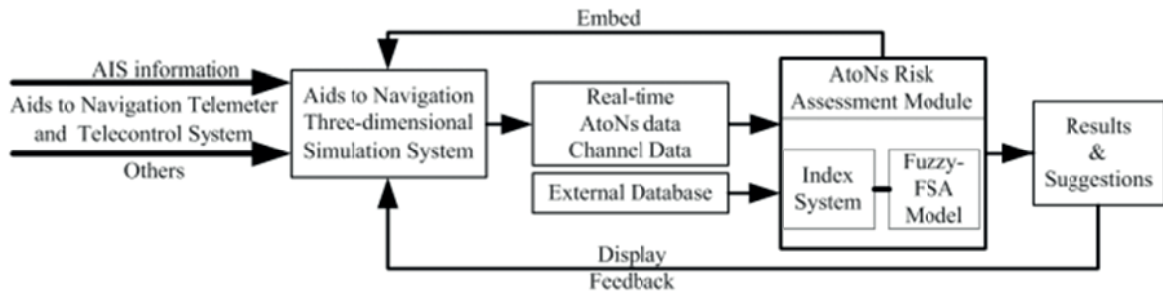 Embed
AIS information
Aids to Navigation Telemeter
and Telecontrol System
Others
Aids to Navigation
Three-dimensional
Simulation System
Real-time
AtoNs data
Channel Data
External Database
AtoNs Risk
Assessment Module
Index
System
Fuzzy-
FSA
Model
Results
&
Suggestions
Display
Feedback